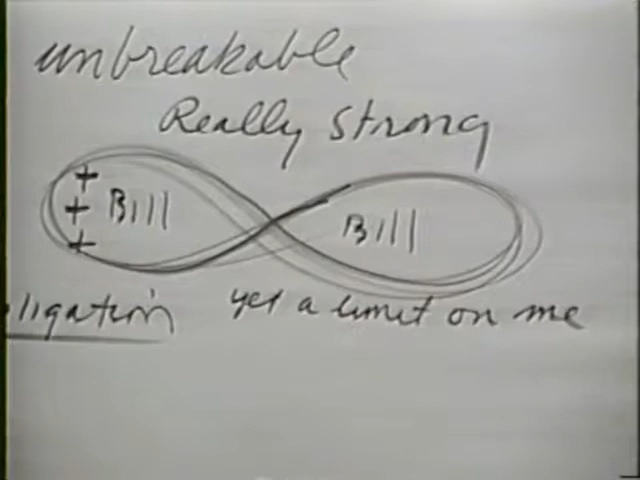 unbreakable
Really strong
+ 
+ Bill Bill
+
ligation yet a limit on me